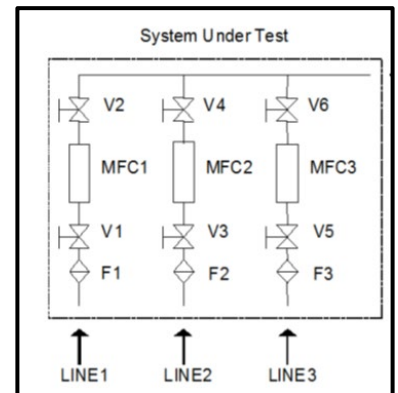 System Under Test
V2 V4 V6
MFC1 MFC2 MFC3
V1 V3 V5
F1 F2 F3
LINE1 LINE2 LINE3